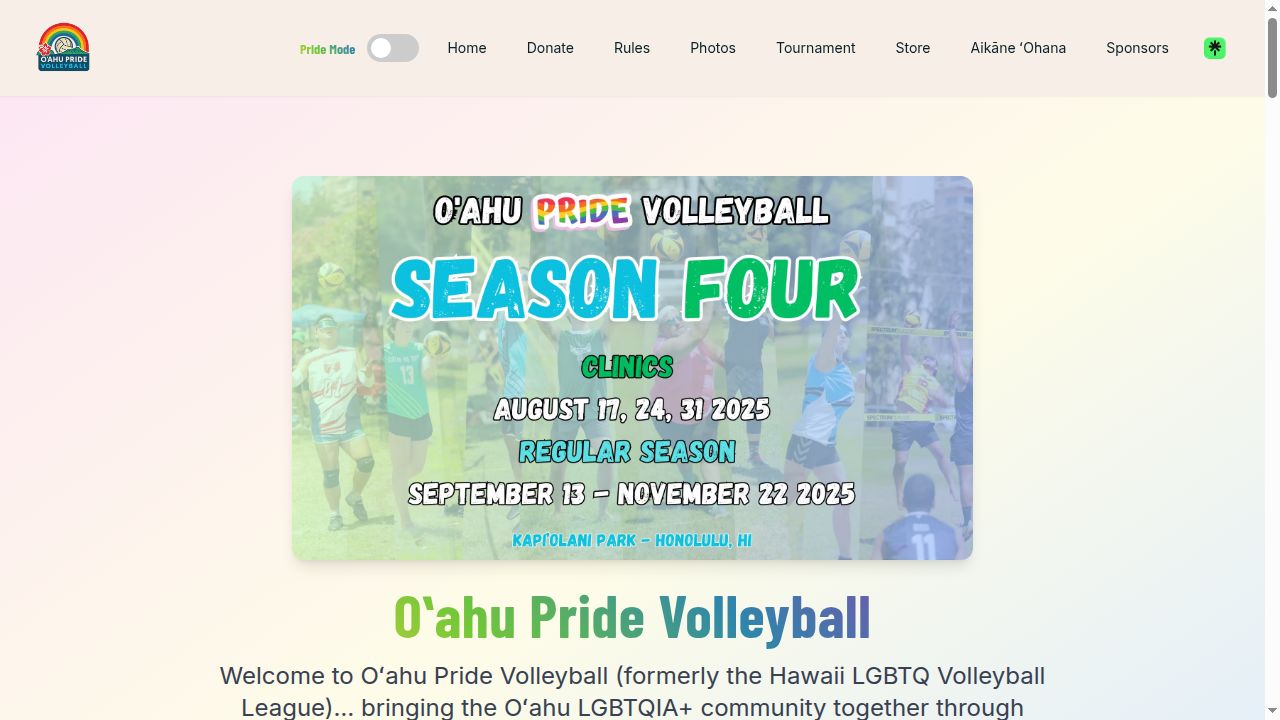 O'AHU PRIDE
VOLLEYBALL
Pride Mode
Home
Donate
Rules
Photos
Tournament
Store
Aikāne ʻOhana
Sponsors
O'AHU PRIDE VOLLEYBALL
SEASON FOUR
CLINICS
AUGUST 17, 24, 31 2025
REGULAR SEASON
SEPTEMBER 13 – NOVEMBER 22 2025
KAPI'OLANI PARK – HONOLULU, HI
13
11
Oʻahu Pride Volleyball
Welcome to Oʻahu Pride Volleyball (formerly the Hawaii LGBTQ Volleyball
League)... bringing the Oʻahu LGBTQIA+ community together through